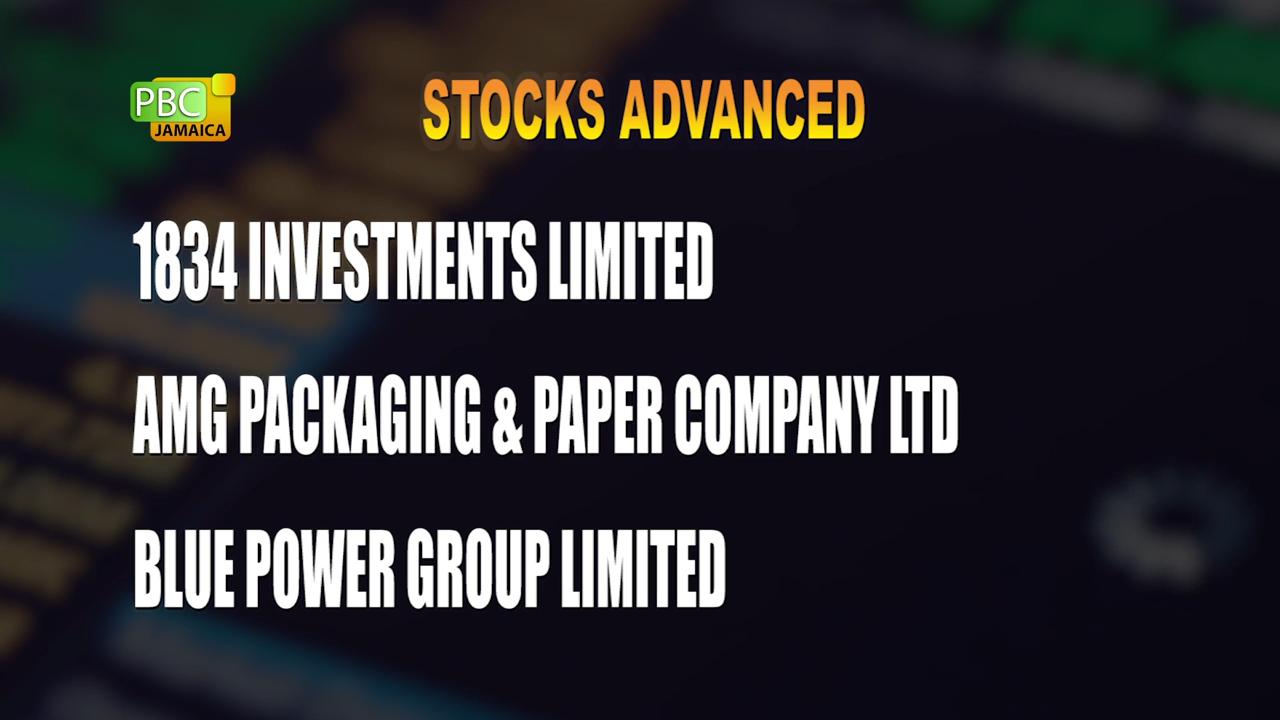 PBC
JAMAICA
STOCKS ADVANCED
1834 INVESTMENTS LIMITED
AMG PACKAGING & PAPER COMPANY LTD
BLUE POWER GROUP LIMITED